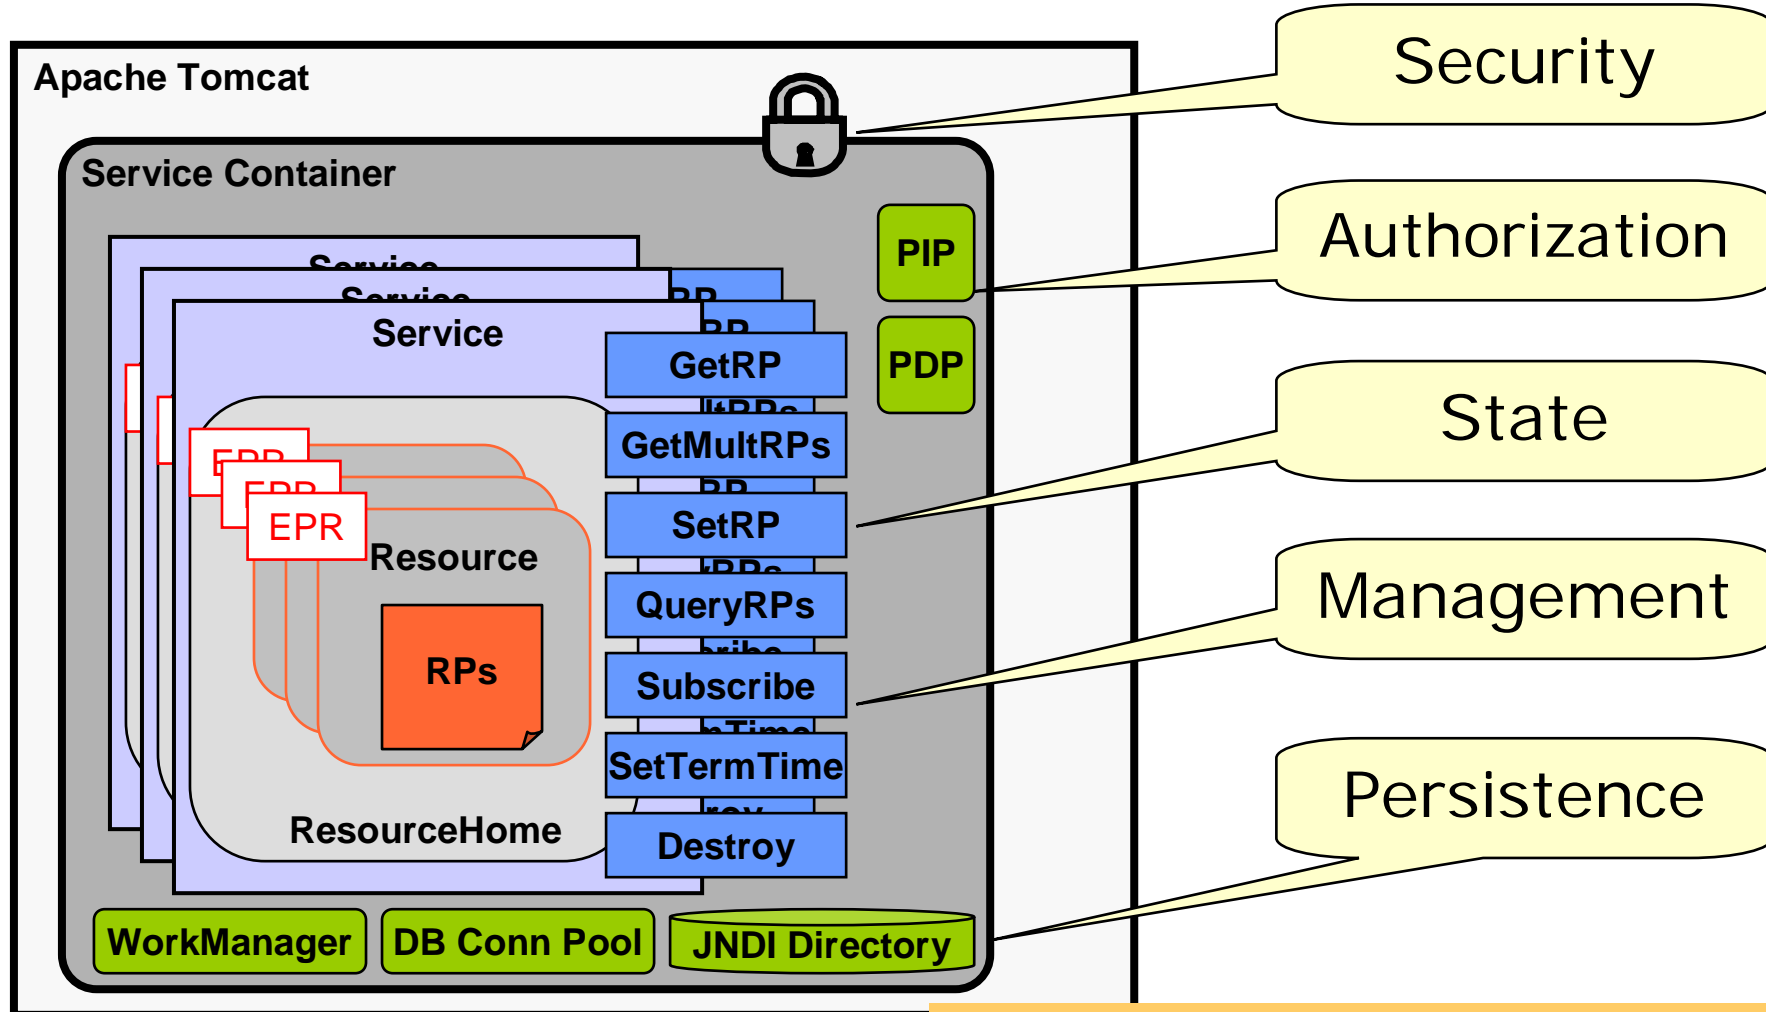 Apache Tomcat
Security
Service Container
Authorization
PIP
Service
Service
Service
GetRP
PDP
GetMultRPs
State
EPR
EPR
EPR
SetRP
Resource
QueryRPs
Management
RPs
Subscribe
SetTermTime
Persistence
ResourceHome
Destroy
WorkManager
DB Conn Pool
JNDI Directory